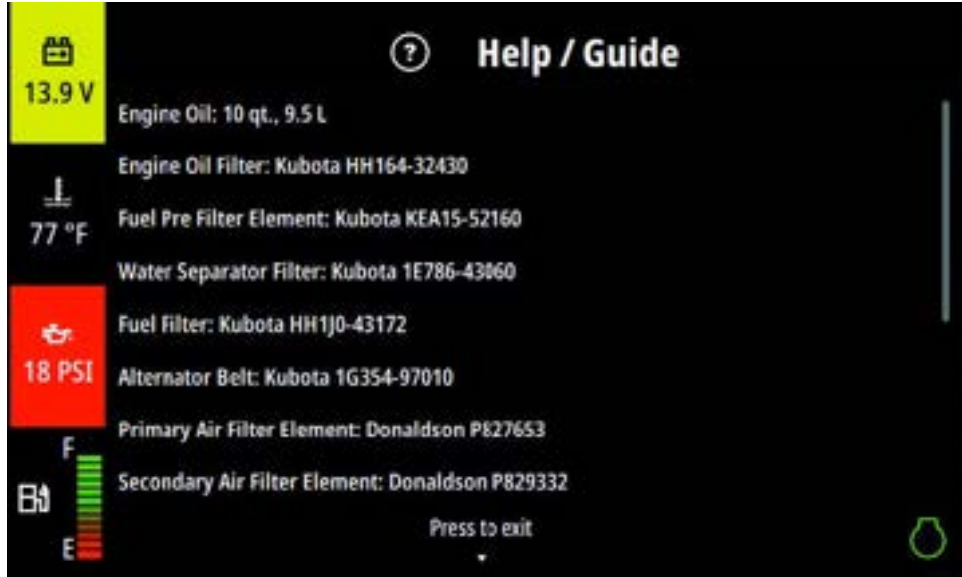 ? Help / Guide
13.9 V
Engine Oil: 10 qt., 9.5 L
Engine Oil Filter: Kubota HH164-32430
77 °F
Fuel Pre Filter Element: Kubota KEA15-52160
Water Separator Filter: Kubota 1E786-43060
Fuel Filter: Kubota HH1J0-43172
18 PSI
Alternator Belt: Kubota 1G354-97010
Primary Air Filter Element: Donaldson P827653
F
Secondary Air Filter Element: Donaldson P829332
Press to exit
E